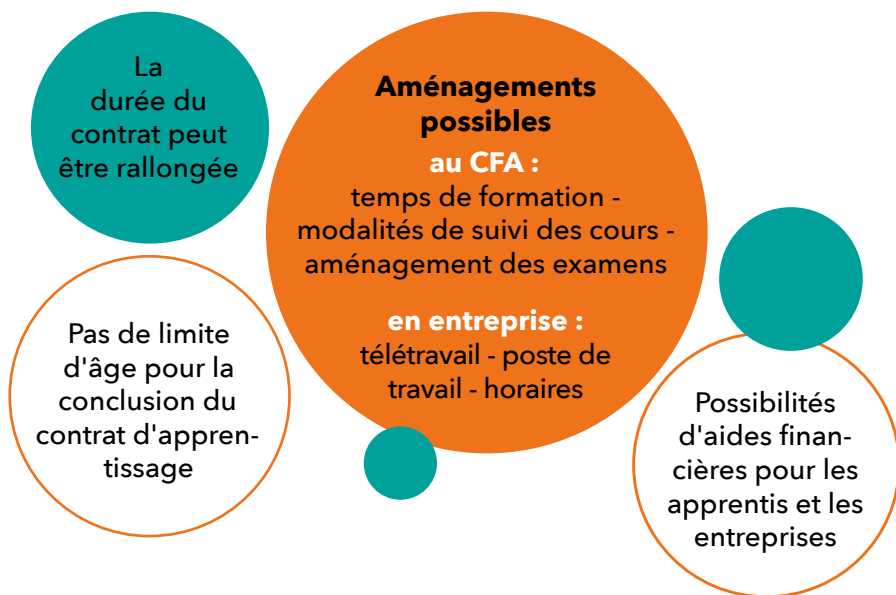 La
durée du
contrat peut
être rallongée
Aménagements
possibles
au CFA :
temps de formation -
modalités de suivi des cours -
aménagement des examens
en entreprise :
télétravail - poste de
travail - horaires
Pas de limite
d'âge pour la
conclusion du
contrat d'appren-
tissage
Possibilités
d'aides finan-
cières pour les
apprentis et les
entreprises